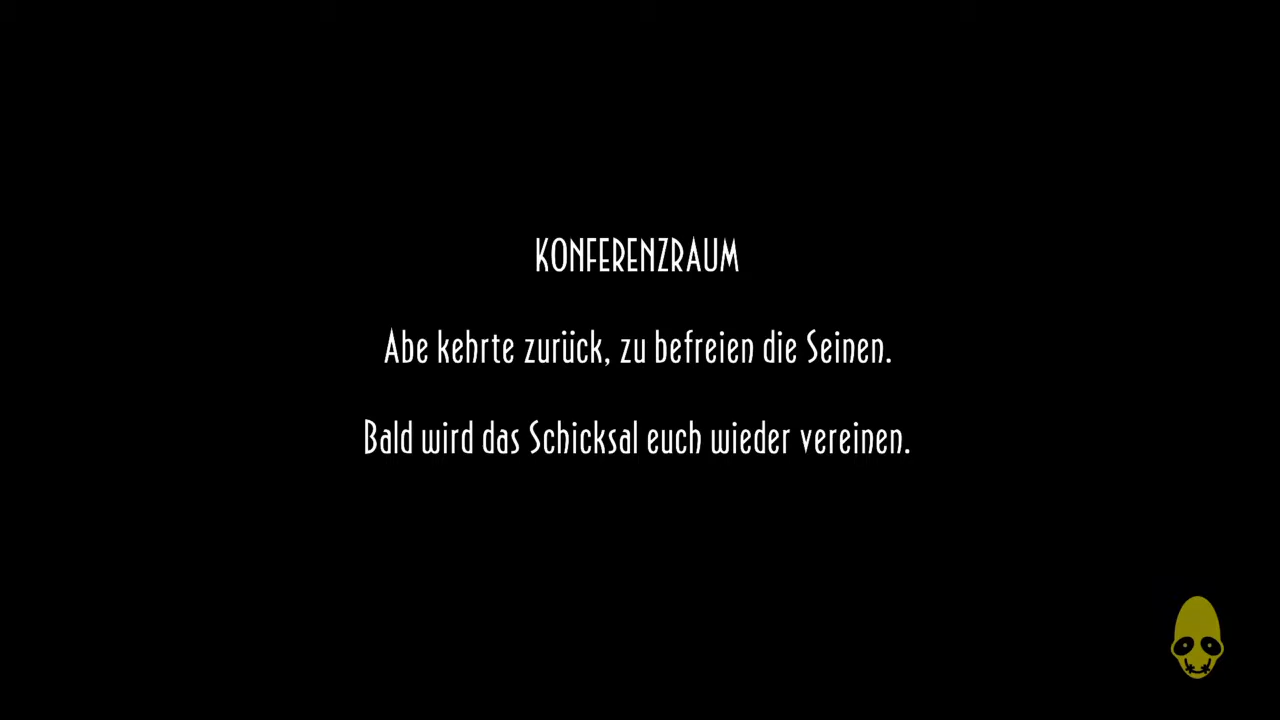 KONFERENZRAUM
Abe kehrte zurück, zu befreien die Seinen.
Bald wird das Schicksal euch wieder vereinen.